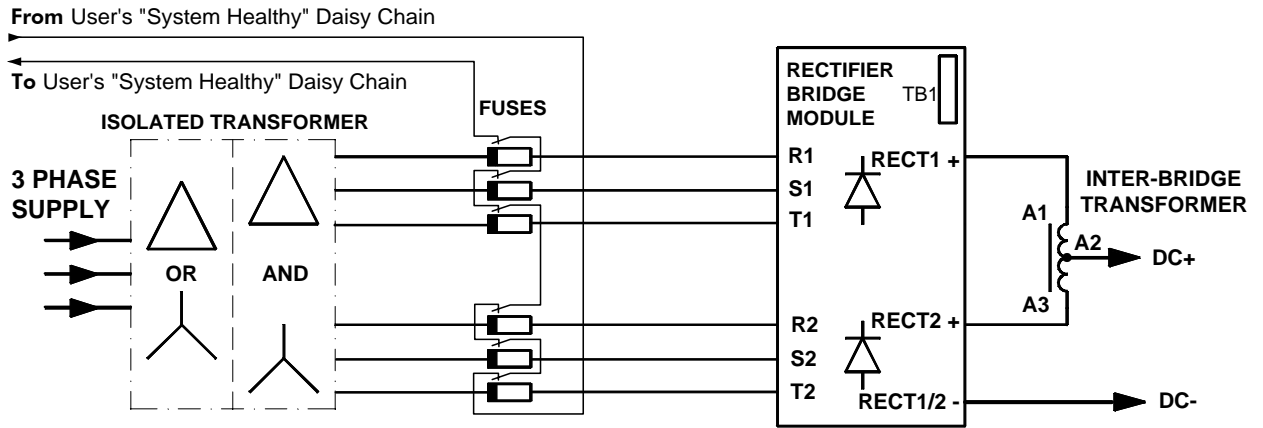 From User's "System Healthy" Daisy Chain
To User's "System Healthy" Daisy Chain
ISOLATED TRANSFORMER
FUSES
3 PHASE
SUPPLY
OR
AND
RECTIFIER
BRIDGE
MODULE
TB1
R1
S1
T1
R2
S2
T2
RECT1 +
RECT2 +
RECT1/2 -
INTER-BRIDGE
TRANSFORMER
A1
A2
A3
DC+
DC-